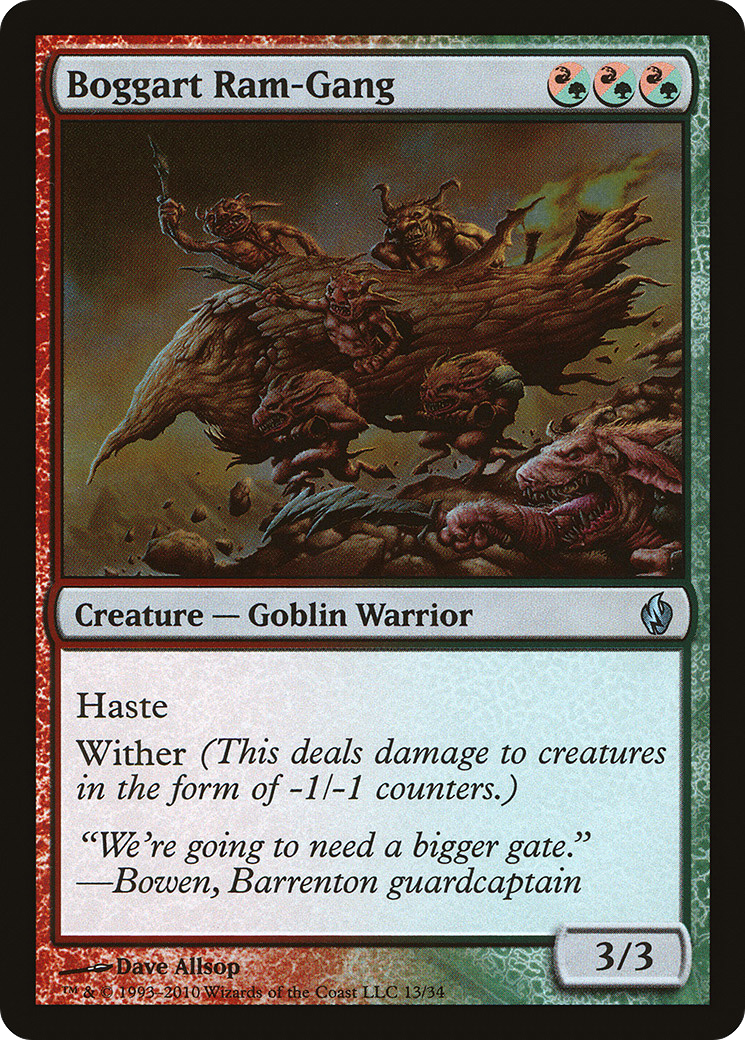 Boggart Ram-Gang
Creature — Goblin Warrior
Haste
Wither (This deals damage to creatures
in the form of -1/-1 counters.)
“We’re going to need a bigger gate.”
—Bowen, Barrenton guardcaptain
3/3
Dave Allsop
™ & © 1993–2010 Wizards of the Coast LLC 13/34